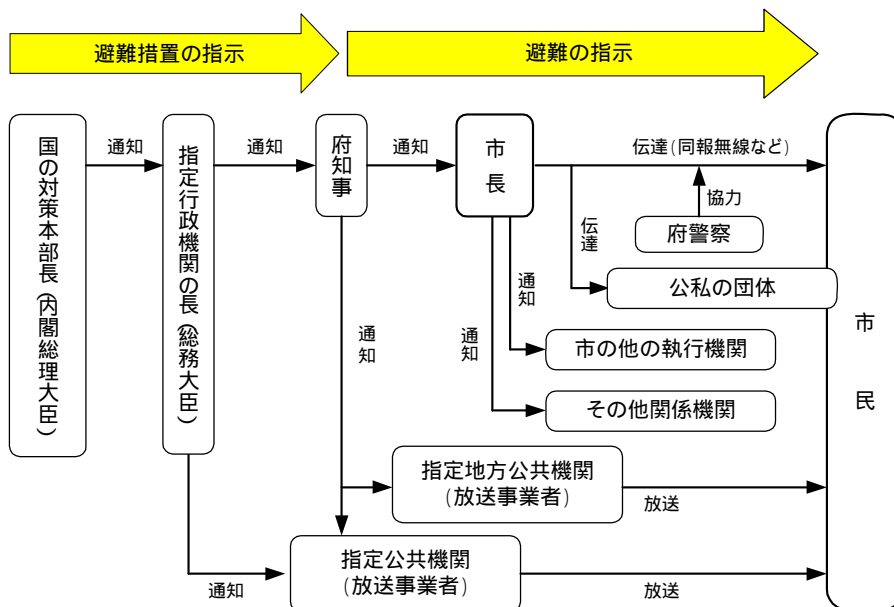 避難措置の指示
避難の指示
国の対策本部長(内閣総理大臣)
通知
指定行政機関の長(総務大臣)
通知
府知事
通知
市長
伝達(同報無線など)
協力
府警察
伝達
公私の団体
通知
市の他の執行機関
通知
その他関係機関
通知
指定地方公共機関
(放送事業者)
放送
通知
指定公共機関
(放送事業者)
放送
市民